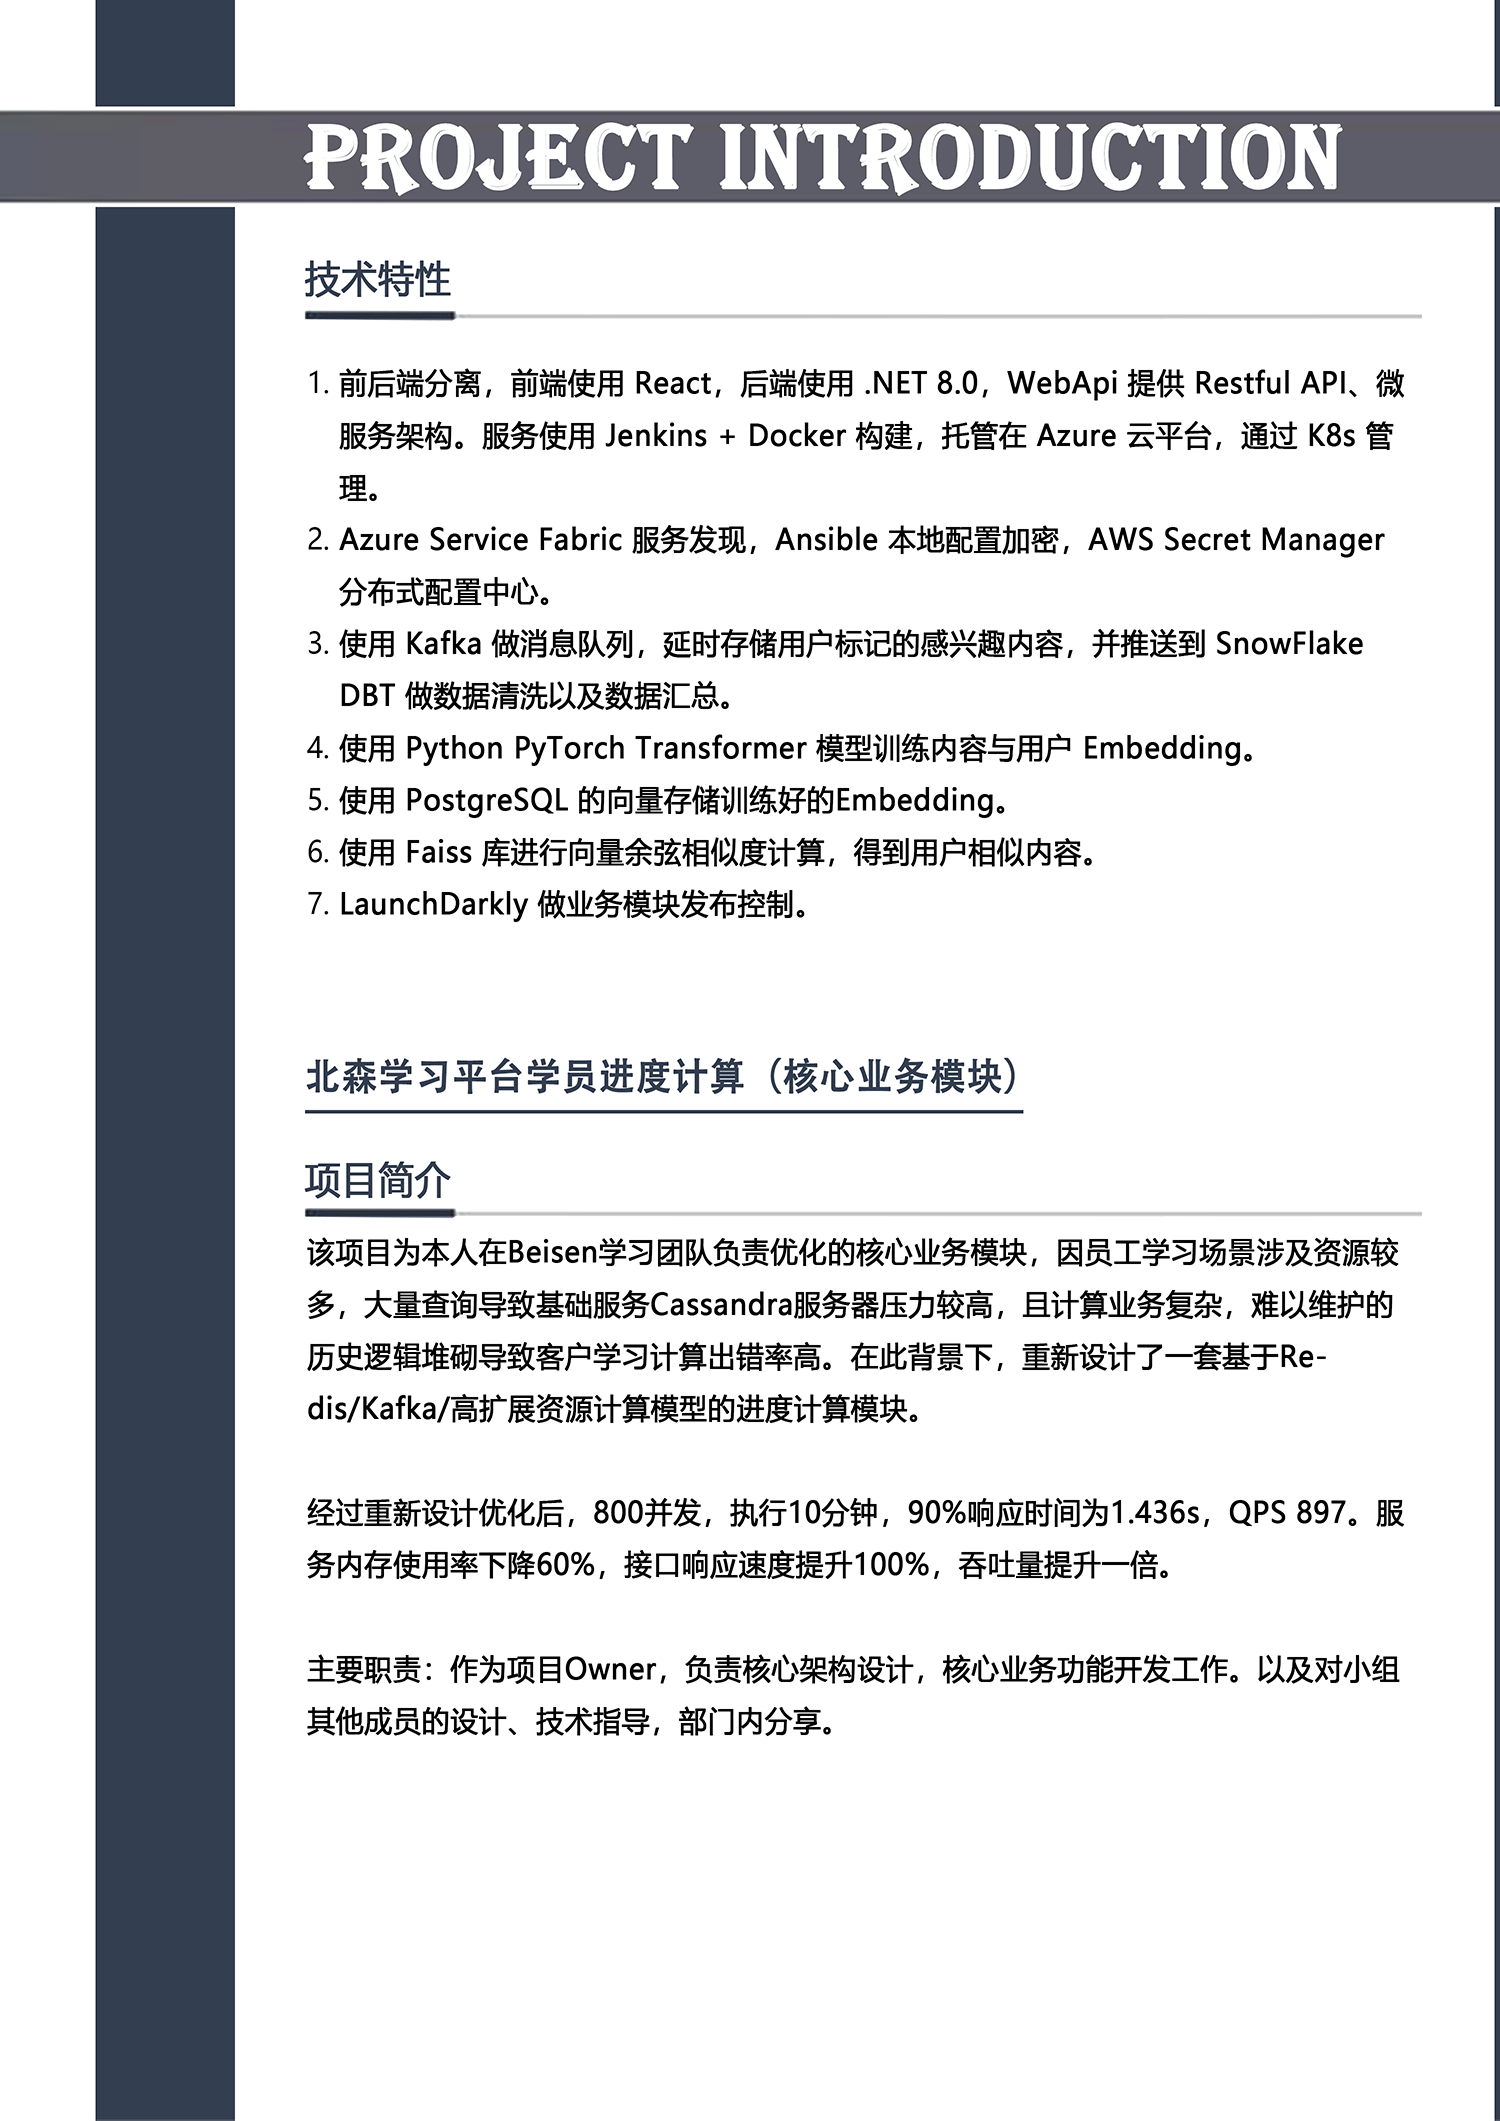 PROJECT INTRODUCTION
技术特性
1. 前后端分离，前端使用 React，后端使用 .NET 8.0，WebApi 提供 Restful API、微
服务架构。服务使用 Jenkins + Docker 构建，托管在 Azure 云平台，通过 K8s 管
理。
2. Azure Service Fabric 服务发现，Ansible 本地配置加密，AWS Secret Manager
分布式配置中心。
3. 使用 Kafka 做消息队列，延时存储用户标记的感兴趣内容，并推送到 SnowFlake
DBT 做数据清洗以及数据汇总。
4. 使用 Python PyTorch Transformer 模型训练内容与用户 Embedding。
5. 使用 PostgreSQL 的向量存储训练好的Embedding。
6. 使用 Faiss 库进行向量余弦相似度计算，得到用户相似内容。
7. LaunchDarkly 做业务模块发布控制。
北森学习平台学员进度计算（核心业务模块）
项目简介
该项目为本人在Beisen学习团队负责优化的核心业务模块，因员工学习场景涉及资源较
多，大量查询导致基础服务Cassandra服务器压力较高，且计算业务复杂，难以维护的
历史逻辑堆砌导致客户学习计算出错率高。在此背景下，重新设计了一套基于Re-
dis/Kafka/高扩展资源计算模型的进度计算模块。
经过重新设计优化后，800并发，执行10分钟，90%响应时间为1.436s，QPS 897。服
务内存使用率下降60%，接口响应速度提升100%，吞吐量提升一倍。
主要职责：作为项目Owner，负责核心架构设计，核心业务功能开发工作。以及对小组
其他成员的设计、技术指导，部门内分享。